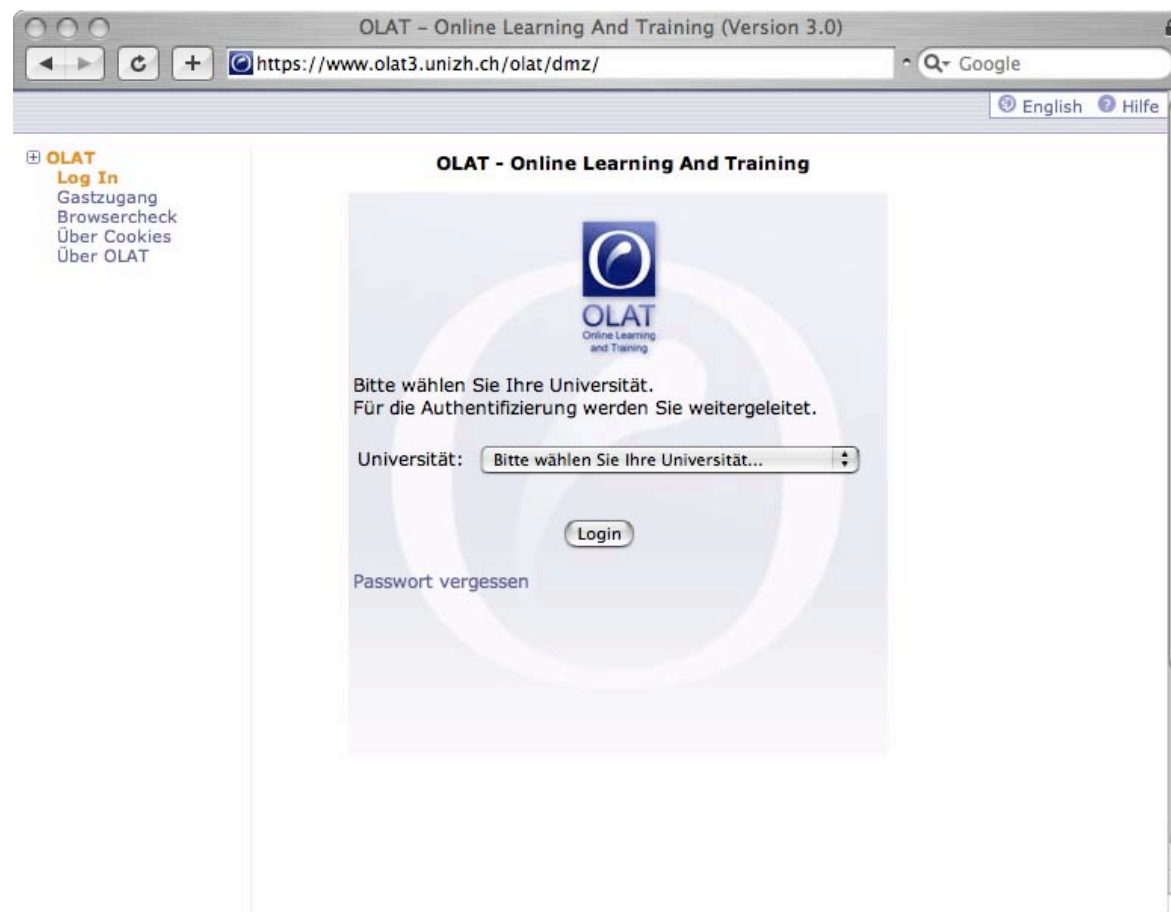 OLAT – Online Learning And Training (Version 3.0)
https://www.olat3.unizh.ch/olat/dmz/
Google
English Hilfe
OLAT
Log In
Gastzugang
Browsercheck
Über Cookies
Über OLAT
OLAT - Online Learning And Training
OLAT
Online Learning
and Training
Bitte wählen Sie Ihre Universität.
Für die Authentifizierung werden Sie weitergeleitet.
Universität: Bitte wählen Sie Ihre Universität...
Login
Passwort vergessen